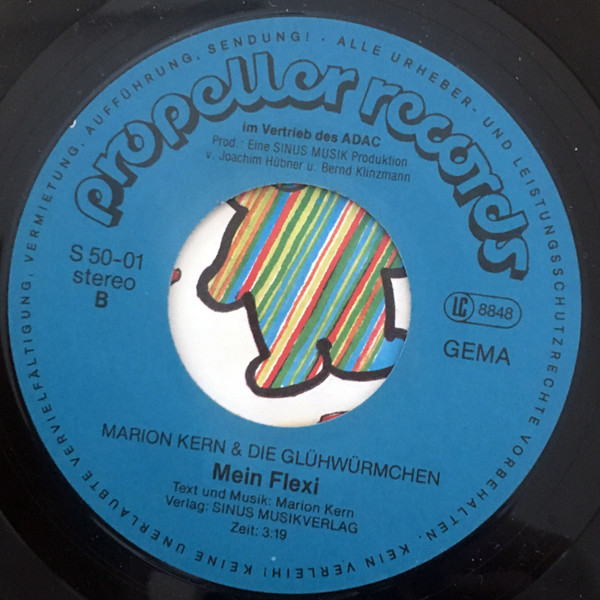 propeller records
im Vertrieb des ADAC
Prod.: Eine SINUS MUSIK Produktion
v. Joachim Hübner u. Bernd Klinzmann
S 50-01
stereo
B
LC 8848
GEMA
MARION KERN & DIE GLÜHWÜRMCHEN
Mein Flexi
Text und Musik: Marion Kern
Verlag: SINUS MUSIKVERLAG
Zeit: 3:19
ALLE URHEBER- UND LEISTUNGSSCHUTZRECHTE VORBEHALTEN. KEIN VERLEIH! KEINE UNERLAUBTE VERVIELFÄLTIGUNG, VERMIETUNG, AUFFÜHRUNG, SENDUNG! ·